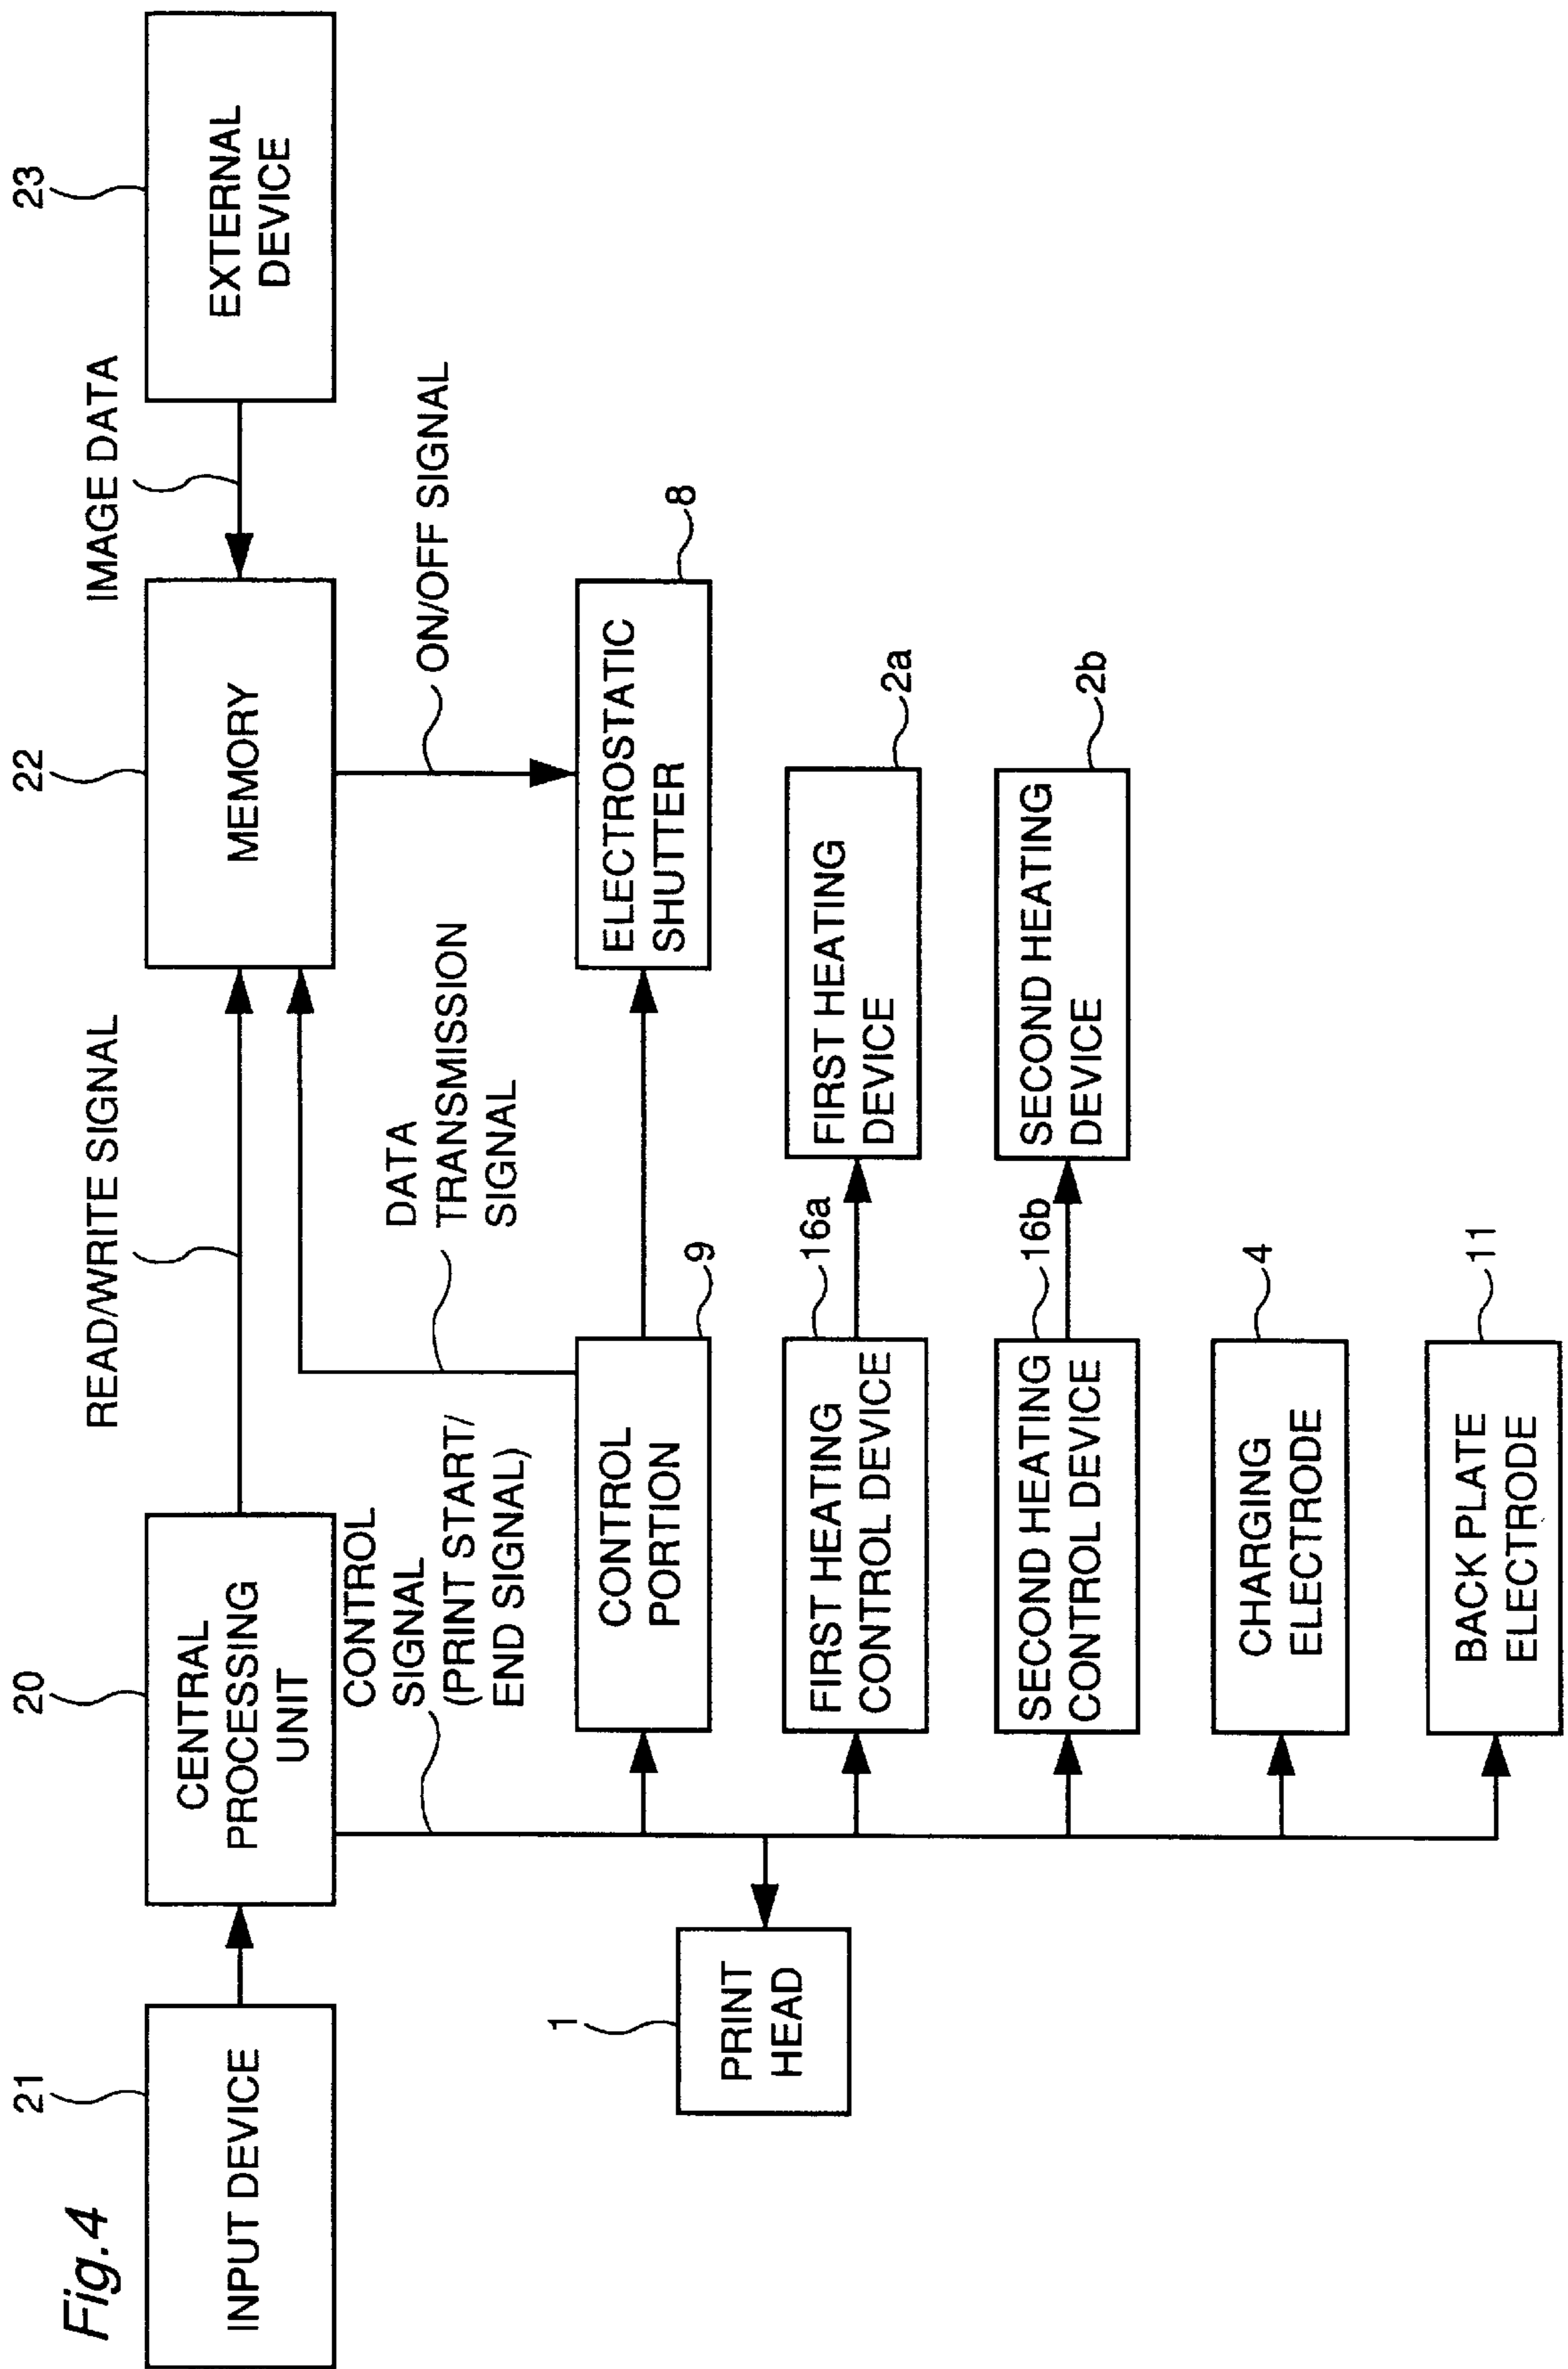 Fig.4
21
INPUT DEVICE
20
CENTRAL
PROCESSING
UNIT
READ/WRITE SIGNAL
22
MEMORY
IMAGE DATA
23
EXTERNAL
DEVICE
CONTROL
SIGNAL
(PRINT START/
END SIGNAL)
DATA
TRANSMISSION
SIGNAL
ON/OFF SIGNAL
1
PRINT
HEAD
CONTROL
PORTION
9
ELECTROSTATIC
SHUTTER
8
FIRST HEATING
CONTROL DEVICE
16a
FIRST HEATING
DEVICE
2a
SECOND HEATING
CONTROL DEVICE
16b
SECOND HEATING
DEVICE
2b
CHARGING
ELECTRODE
4
BACK PLATE
ELECTRODE
11